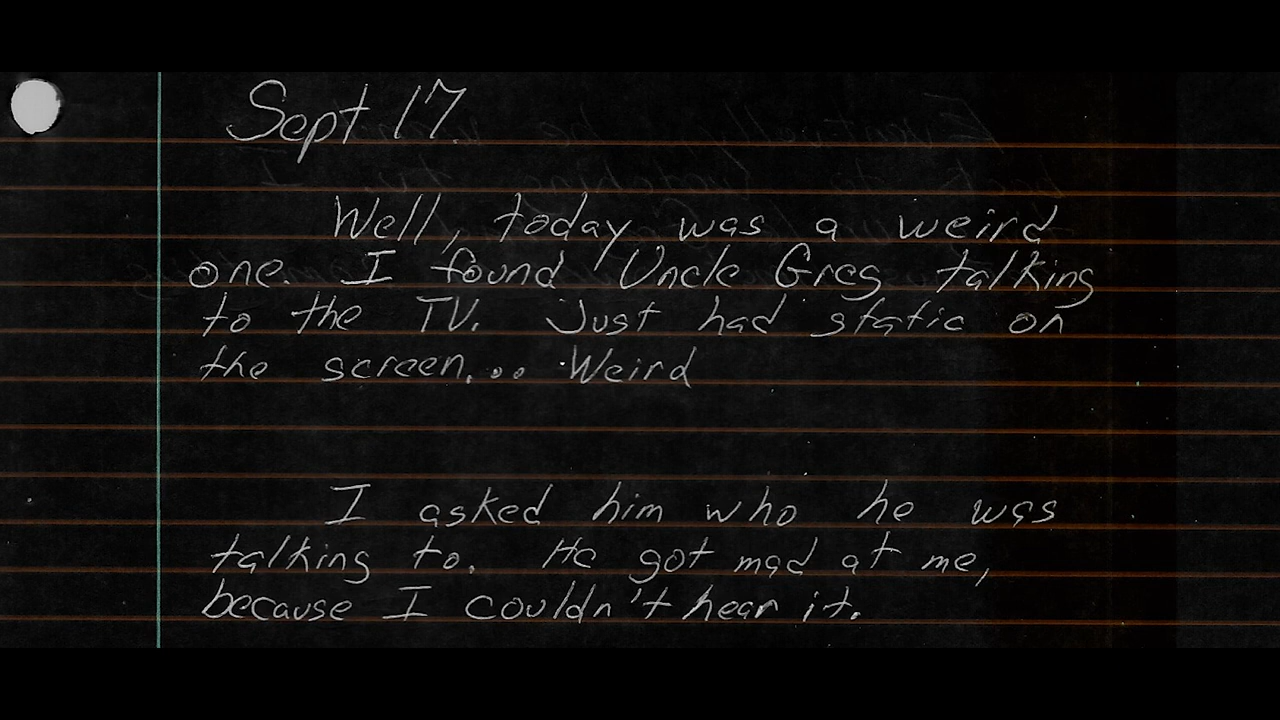 Sept 17
Well, today was a weird
one. I found Uncle Greg talking
to the TV. Just had static on
the screen... Weird
I asked him who he was
talking to. He got mad at me,
because I couldn't hear it.